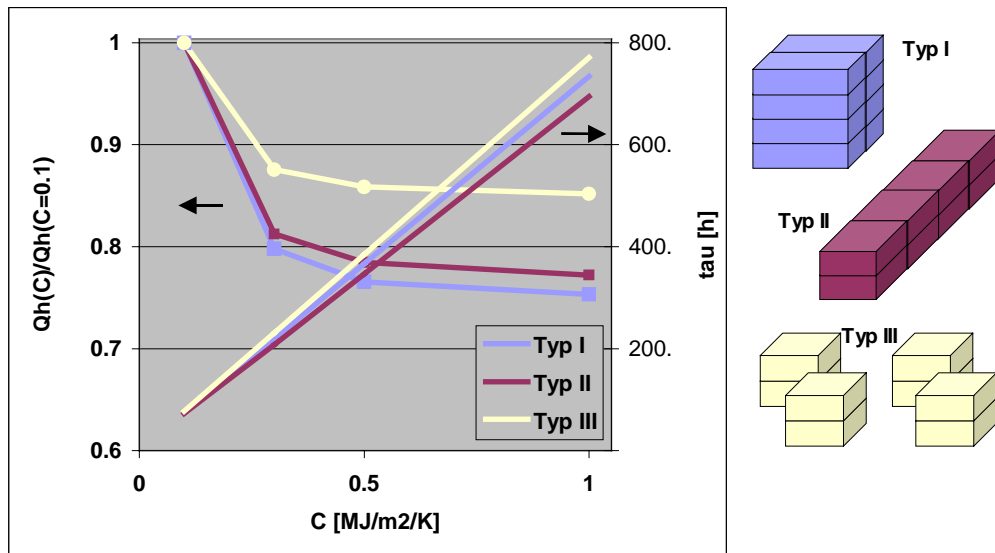 1
0.9
0.8
0.7
0.6
Qh(C)/Qh(C=0.1)
0
0.5
1
C [MJ/m2/K]
800.
600.
400.
200.
-
tau [h]
Typ I
Typ II
Typ III
Typ I
Typ II
Typ III